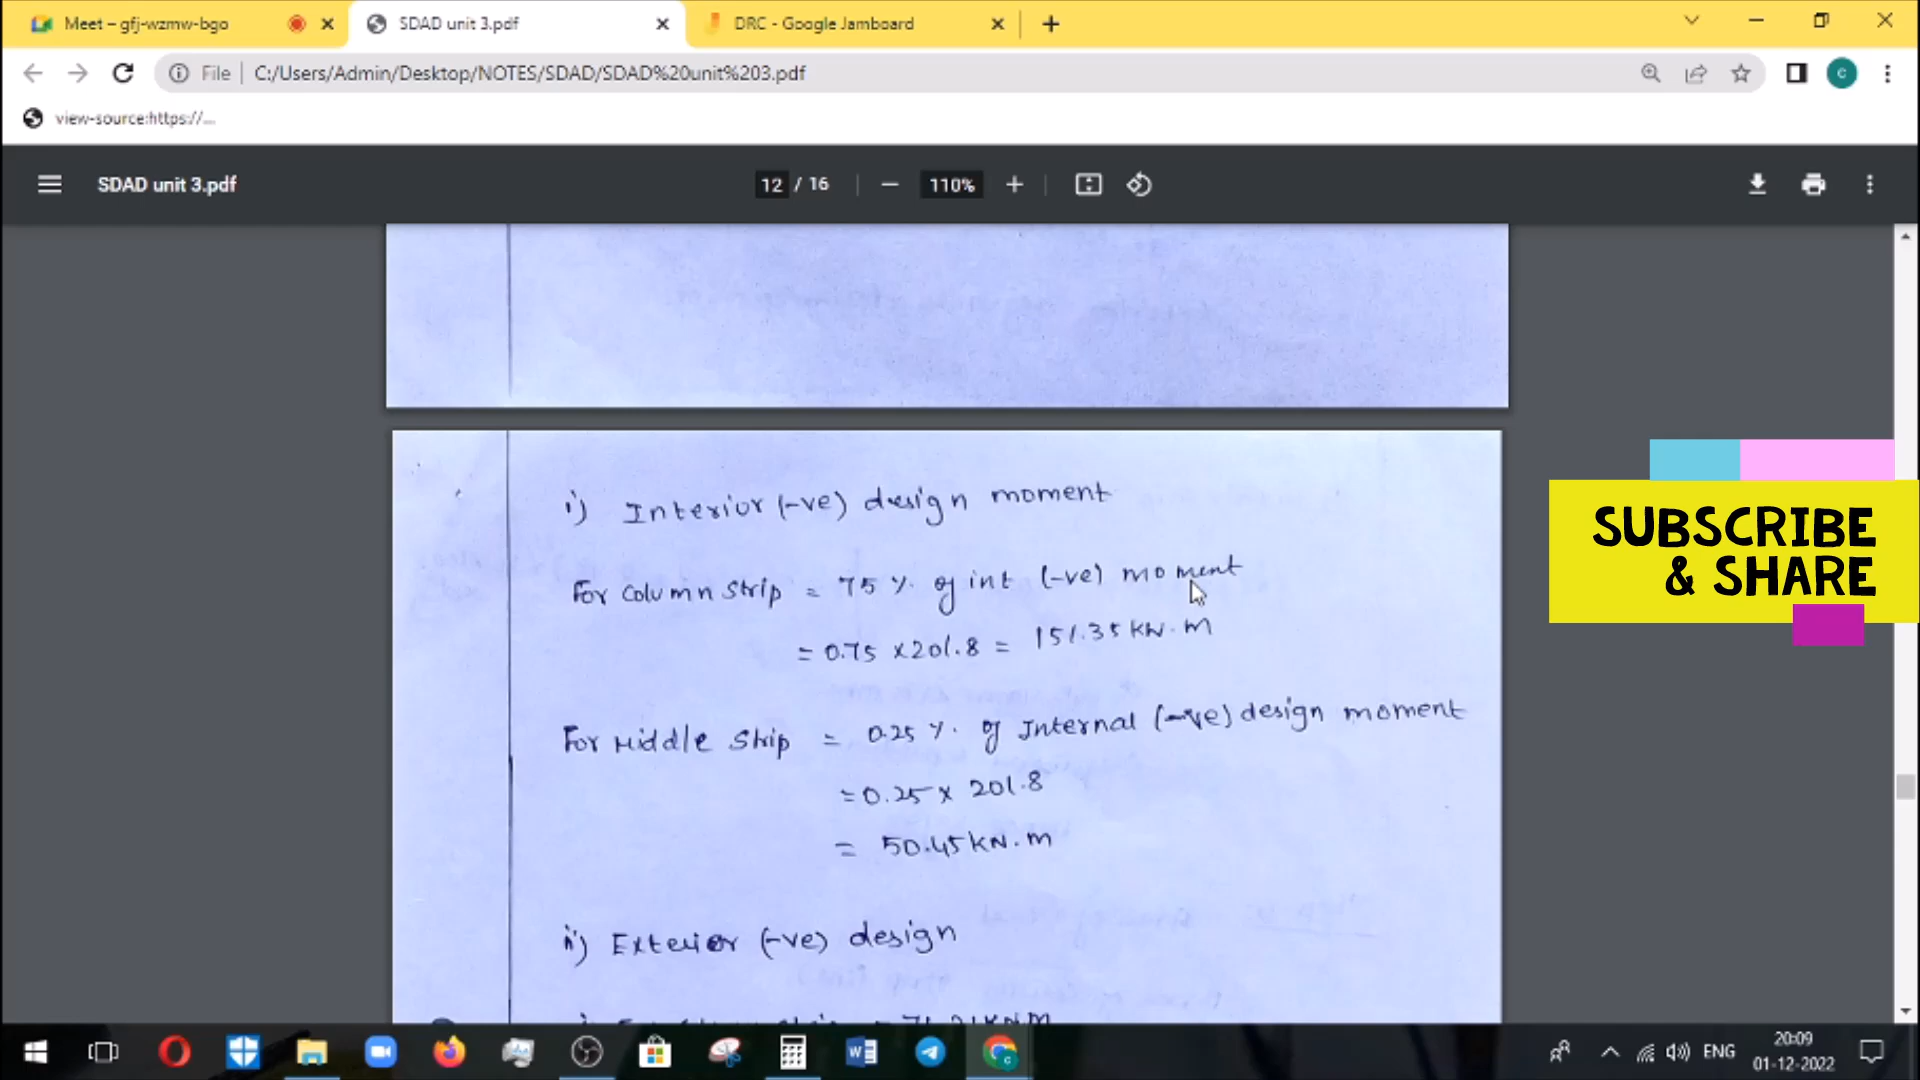 Meet – gfj-wzmw-bgo
SDAD unit 3.pdf
DRC - Google Jamboard
File
C:/Users/Admin/Desktop/NOTES/SDAD/SDAD%20unit%203.pdf
c
view-source:https://...
SDAD unit 3.pdf
12 / 16
110%
i) Interior (-ve) design moment
For column strip = 75 % of int (-ve) moment
= 0.75 x 201.8 = 151.35 kN.m
For Middle Strip = 0.25 % of Internal (-ve) design moment
= 0.25 x 201.8
= 50.45 kN.m
ii) Exterior (-ve) design
SUBSCRIBE
& SHARE
ENG
20:09
01-12-2022